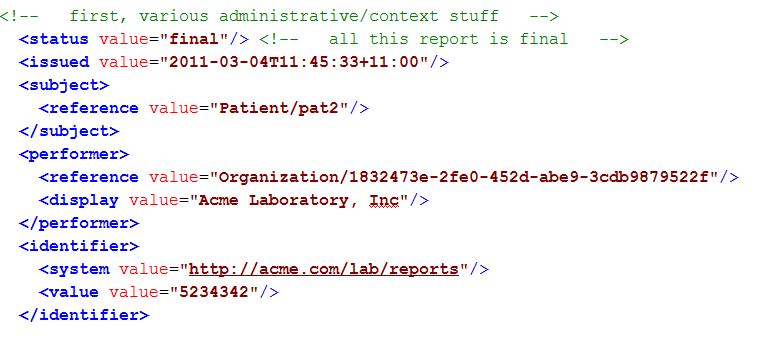 <!--   first, various administrative/context stuff   -->
  <status value="final"/> <!--   all this report is final   -->
  <issued value="2011-03-04T11:45:33+11:00"/>
  <subject>
    <reference value="Patient/pat2"/>
  </subject>
  <performer>
    <reference value="Organization/1832473e-2fe0-452d-abe9-3cdb9879522f"/>
    <display value="Acme Laboratory, Inc"/>
  </performer>
  <identifier>
    <system value="http://acme.com/lab/reports"/>
    <value value="5234342"/>
  </identifier>